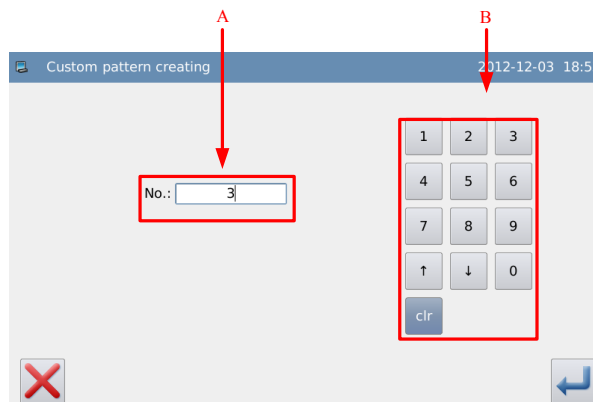 A B
Custom pattern creating 2012-12-03 18:5
1 2 3
No.: 3
4 5 6
7 8 9
↑ ↓ 0
clr